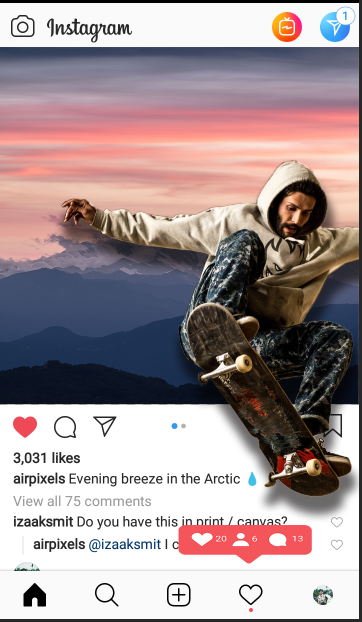 Instagram
1
3,031 likes
airpixels Evening breeze in the Arctic
View all 75 comments
izaaksmit Do you have this in print / canvas?
airpixels @izaaksmit I c
20 6 13